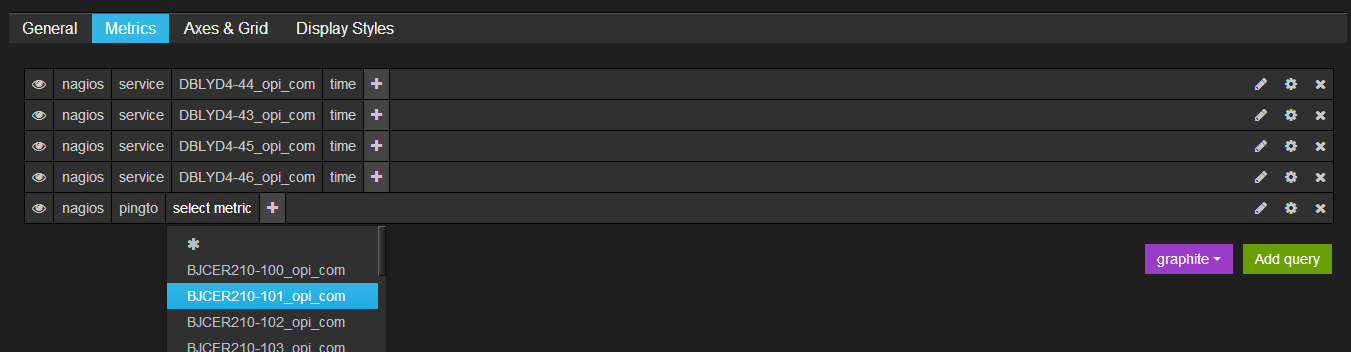 General Metrics Axes & Grid Display Styles
nagios service DBLYD4-44_opi_com time +
nagios service DBLYD4-43_opi_com time +
nagios service DBLYD4-45_opi_com time +
nagios service DBLYD4-46_opi_com time +
nagios pingto select metric +
*
BJCER210-100_opi_com
BJCER210-101_opi_com
BJCER210-102_opi_com
BJCER210-103_opi_com
graphite Add query